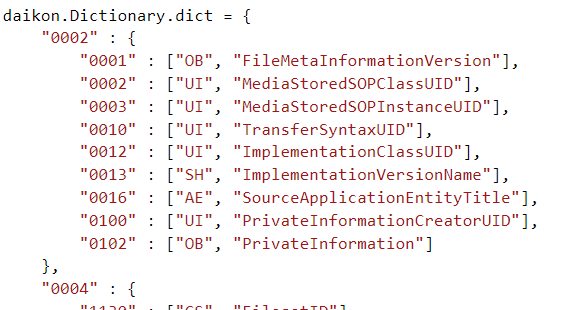 daikon.Dictionary.dict = {
"0002" : {
"0001" : ["OB", "FileMetaInformationVersion"],
"0002" : ["UI", "MediaStoredSOPClassUID"],
"0003" : ["UI", "MediaStoredSOPInstanceUID"],
"0010" : ["UI", "TransferSyntaxUID"],
"0012" : ["UI", "ImplementationClassUID"],
"0013" : ["SH", "ImplementationVersionName"],
"0016" : ["AE", "SourceApplicationEntityTitle"],
"0100" : ["UI", "PrivateInformationCreatorUID"],
"0102" : ["OB", "PrivateInformation"]
},
"0004" : {